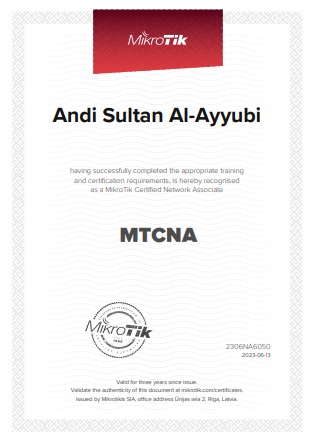 MikroTik
Andi Sultan Al-Ayyubi
having successfully completed the appropriate training
and certification requirements, is hereby recognised
as a MikroTik Certified Network Associate
MTCNA
MikroTik
2306NA6050
2023-06-13
Valid for three years since issue.
Validate the authenticity of this document at mikrotik.com/certificates.
Issued by Mikrotikls SIA, office address Ūnijas iela 2, Riga, Latvia.